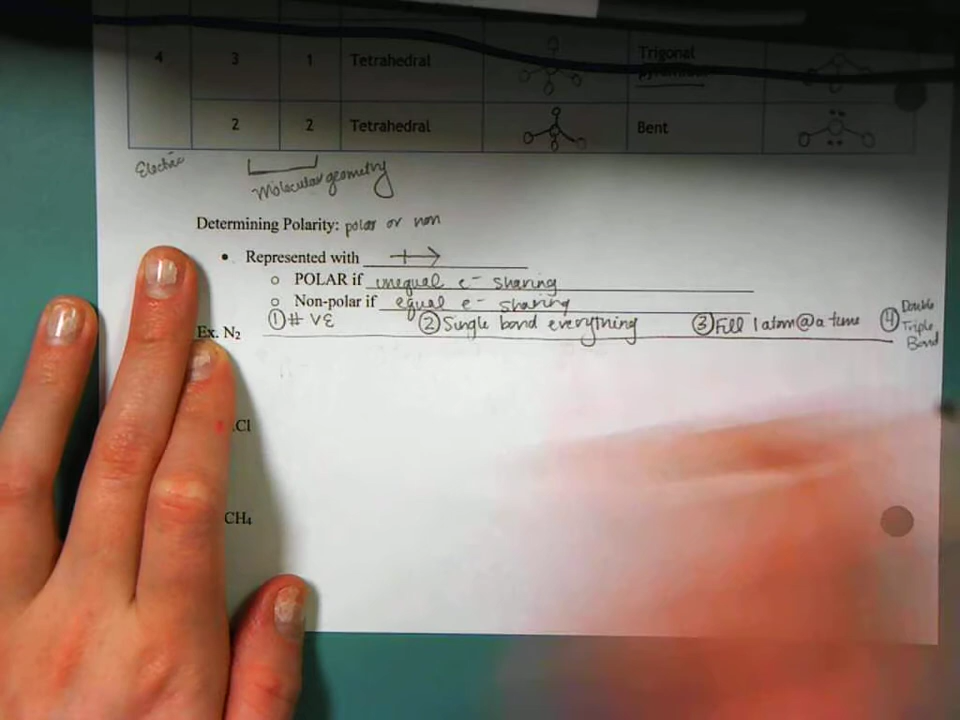 4 3 1 Tetrahedral Trigonal
pyramidal
2 2 Tetrahedral Bent
Electric
Molecular geometry
Determining Polarity: polar or non
• Represented with
o POLAR if unequal e- sharing
o Non-polar if equal e- sharing
Ex. N₂ ① # VE ② Single bond everything ③ Fill 1 atom @ a time ④ Double
Triple
Bond
Cl
CH₄